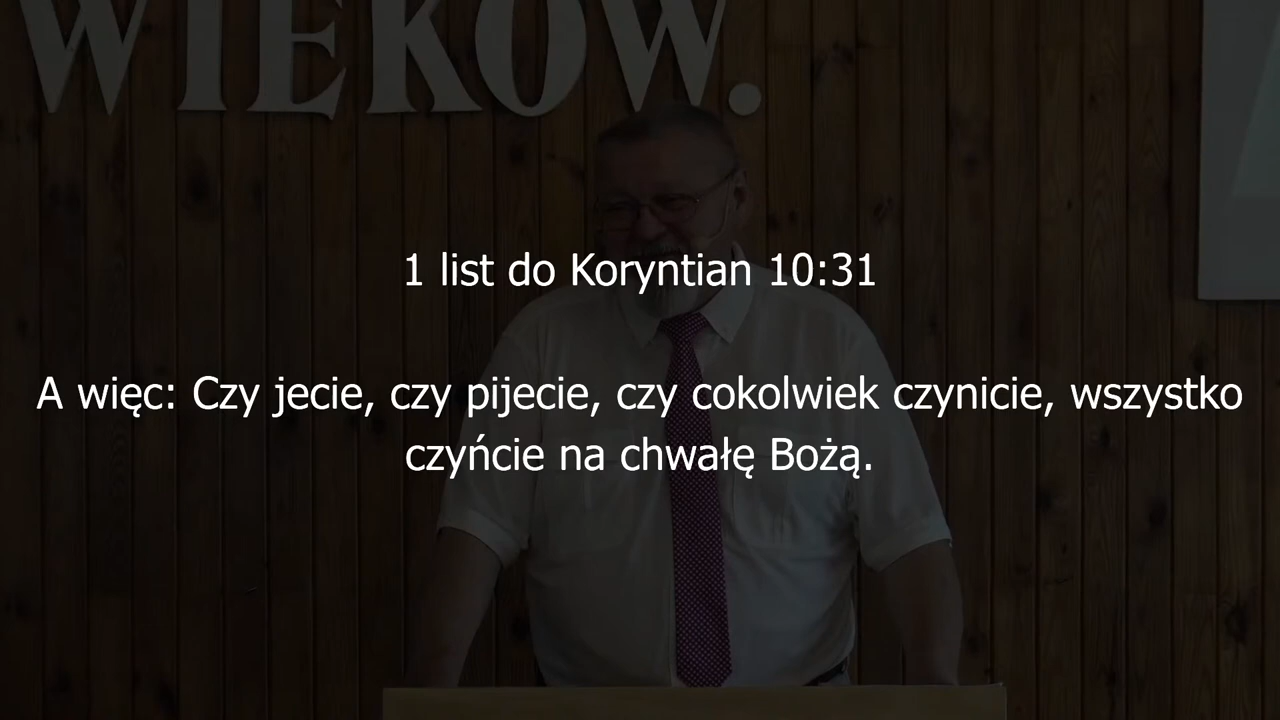 WIEKÓW.
1 list do Koryntian 10:31
A więc: Czy jecie, czy pijecie, czy cokolwiek czynicie, wszystko
czyńcie na chwałę Bożą.